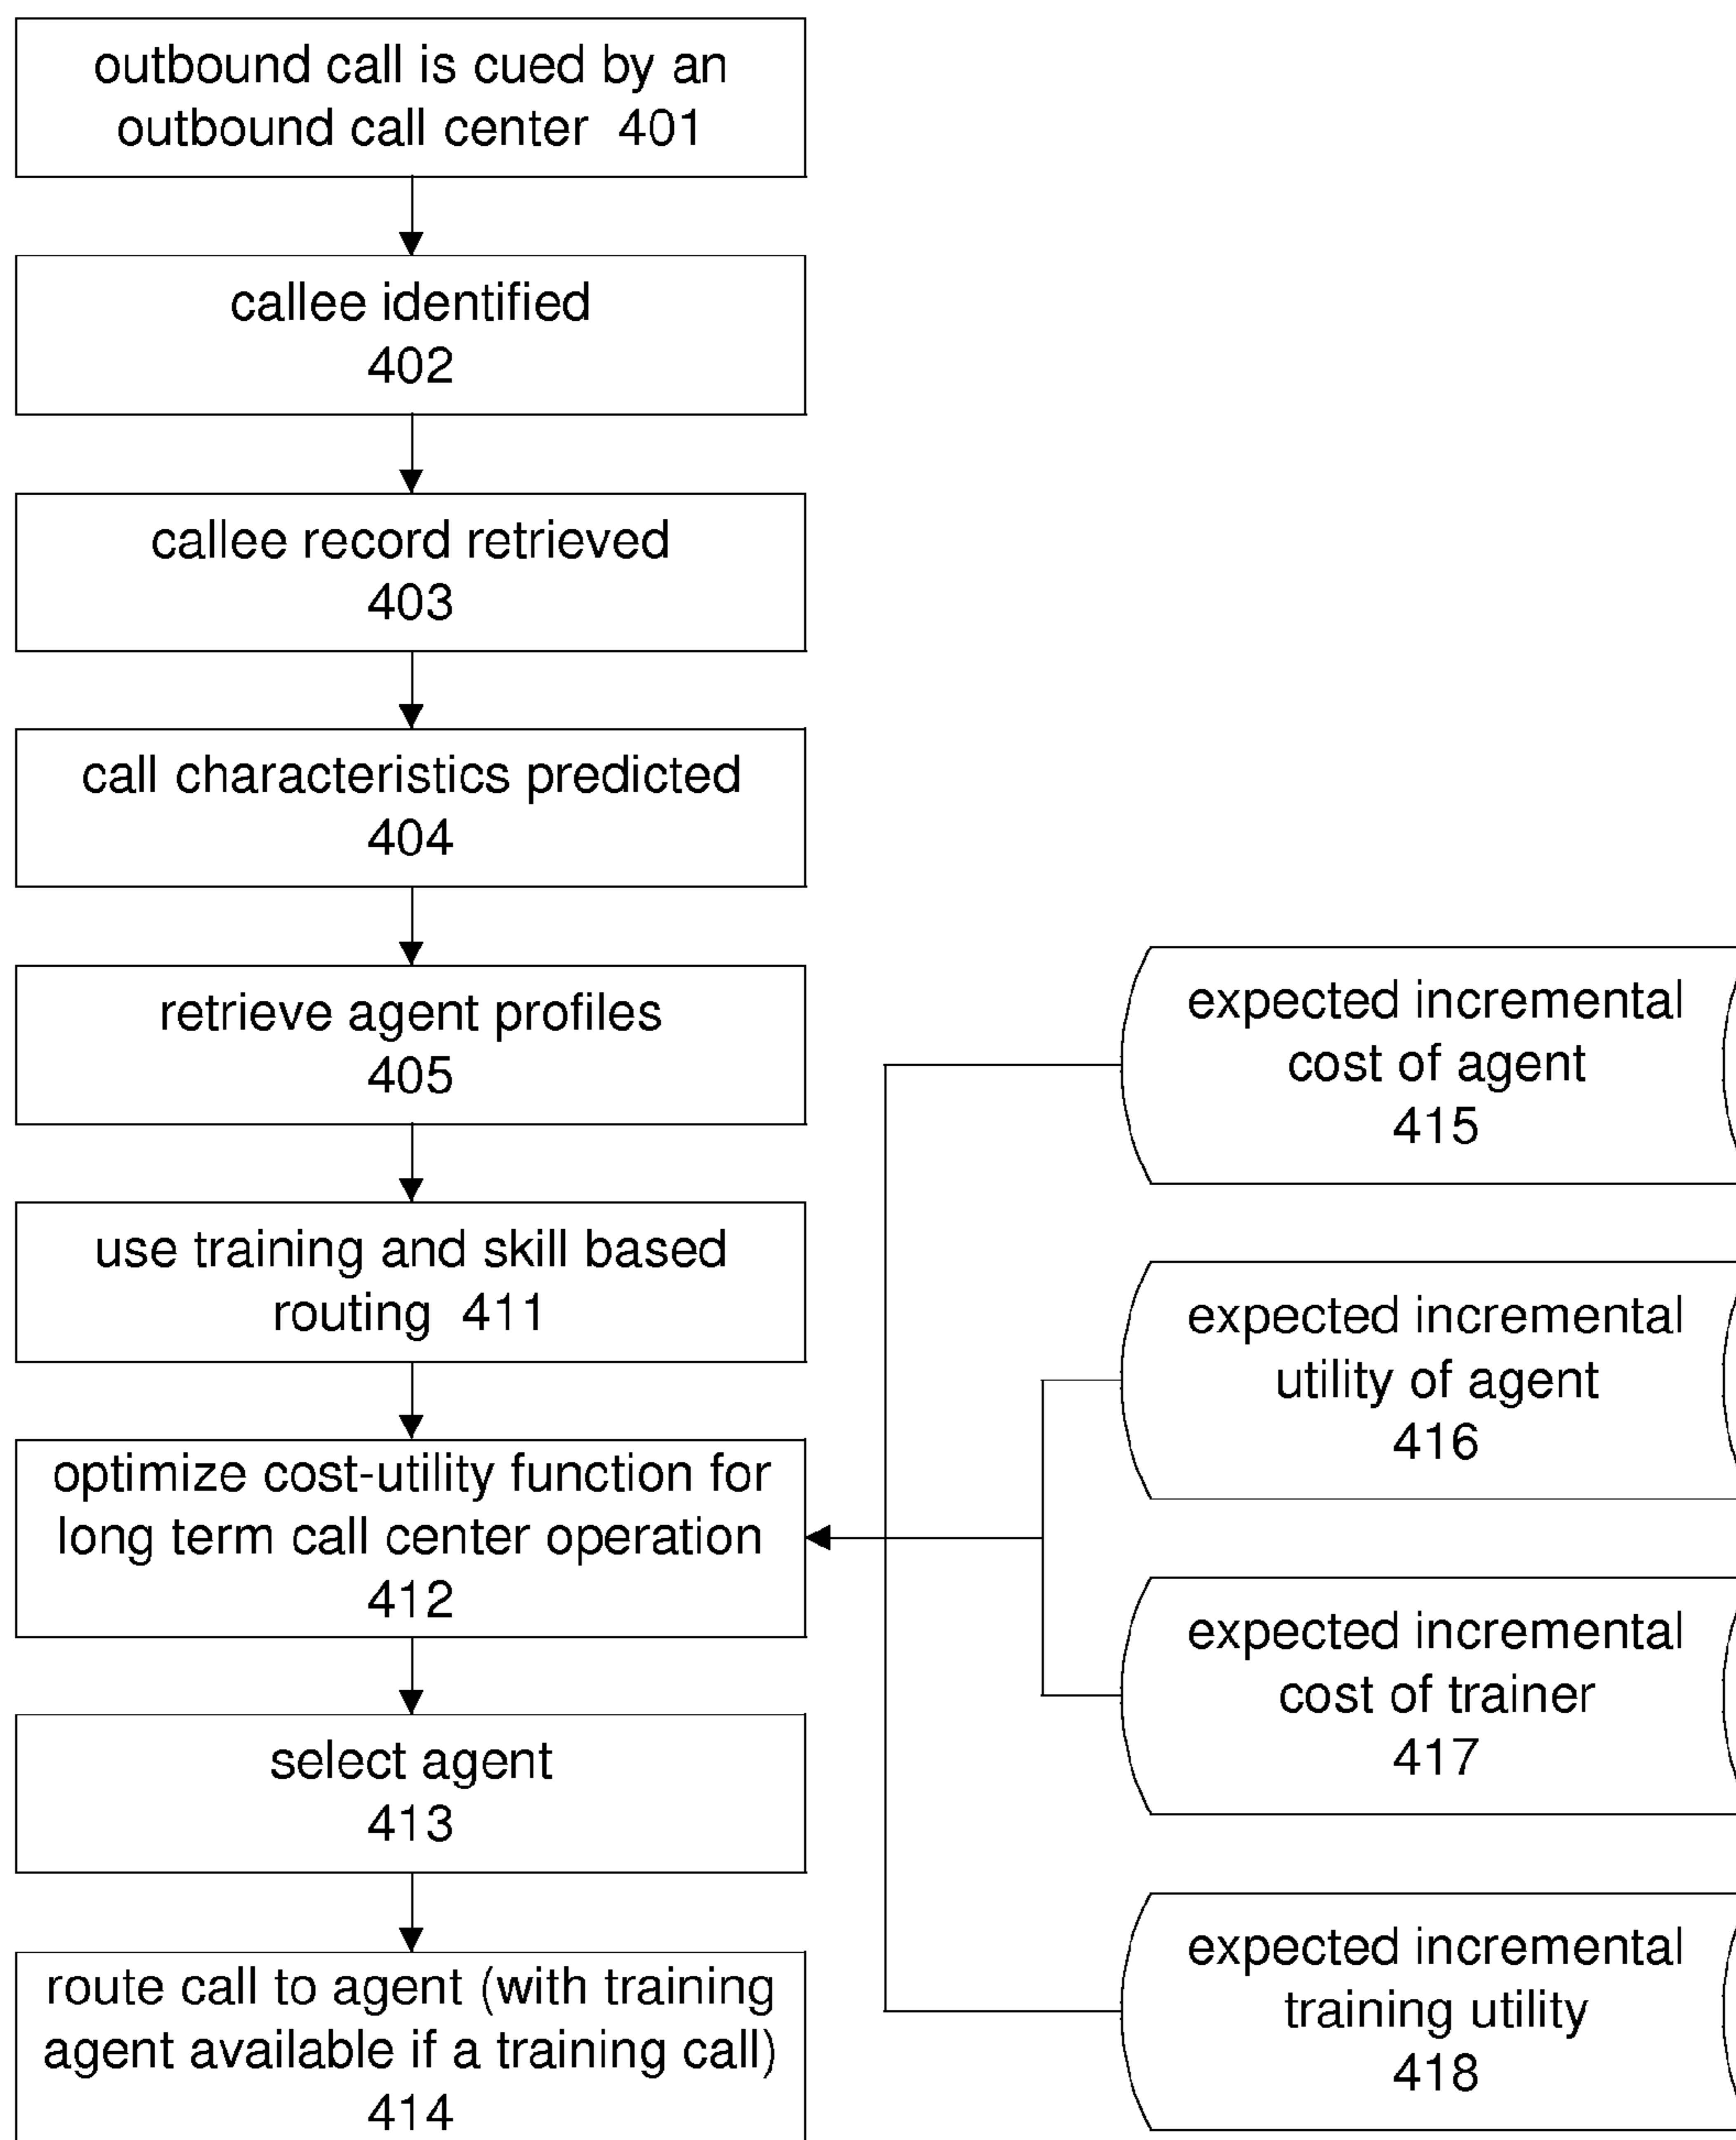 outbound call is cued by an
outbound call center 401
callee identified
402
callee record retrieved
403
call characteristics predicted
404
retrieve agent profiles
405
use training and skill based
routing 411
optimize cost-utility function for
long term call center operation
412
select agent
413
route call to agent (with training
agent available if a training call)
414
expected incremental
cost of agent
415
expected incremental
utility of agent
416
expected incremental
cost of trainer
417
expected incremental
training utility
418